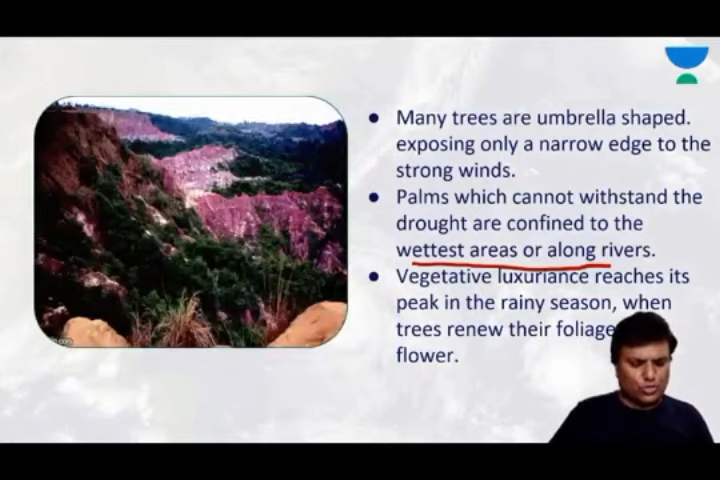 Many trees are umbrella shaped.
exposing only a narrow edge to the
strong winds.
Palms which cannot withstand the
drought are confined to the
wettest areas or along rivers.
Vegetative luxuriance reaches its
peak in the rainy season, when
trees renew their foliage
flower.